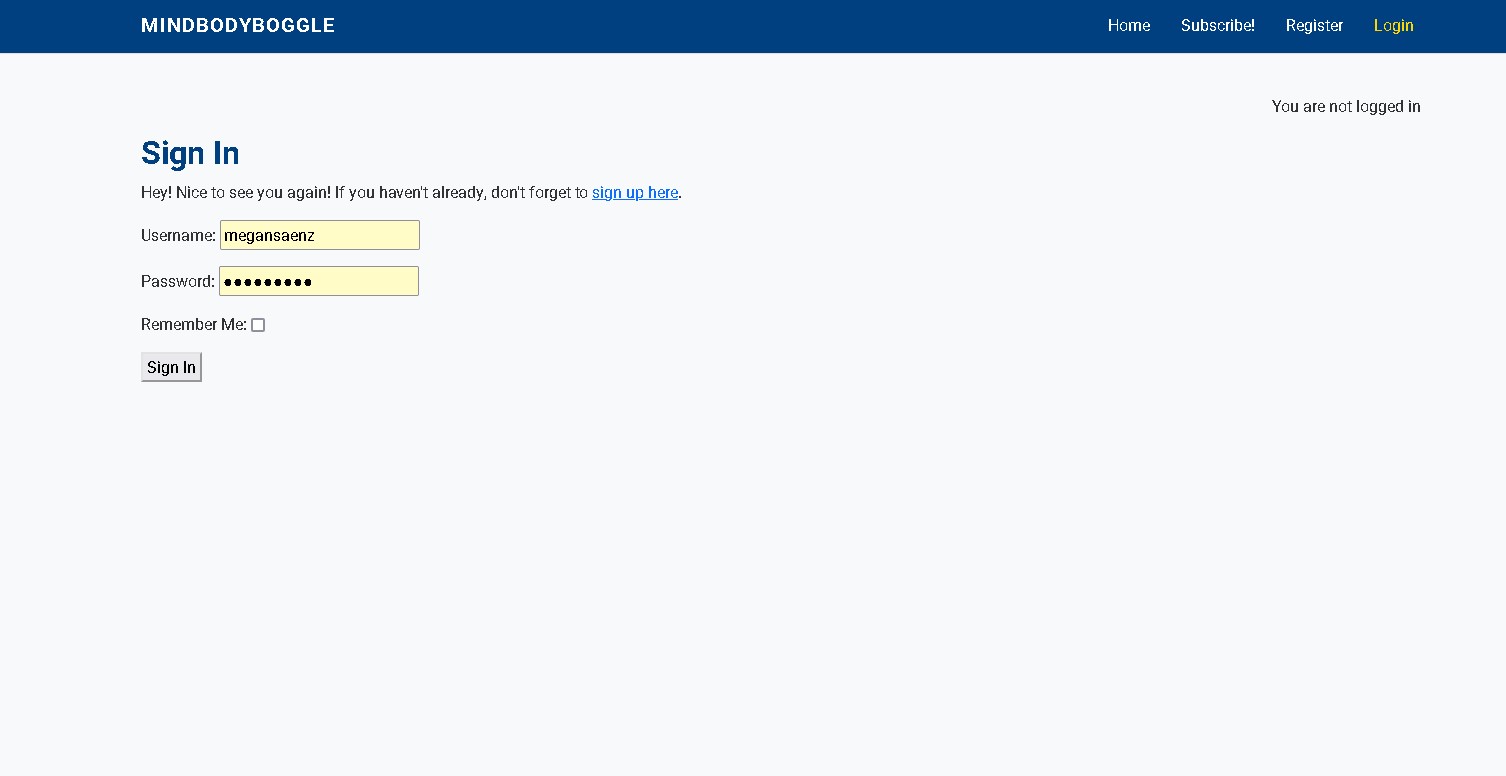 MINDBODYBOGGLE Home Subscribe! Register Login
You are not logged in
Sign In
Hey! Nice to see you again! If you haven't already, don't forget to sign up here.
Username: megansaenz
Password: •••••••••
Remember Me:
Sign In